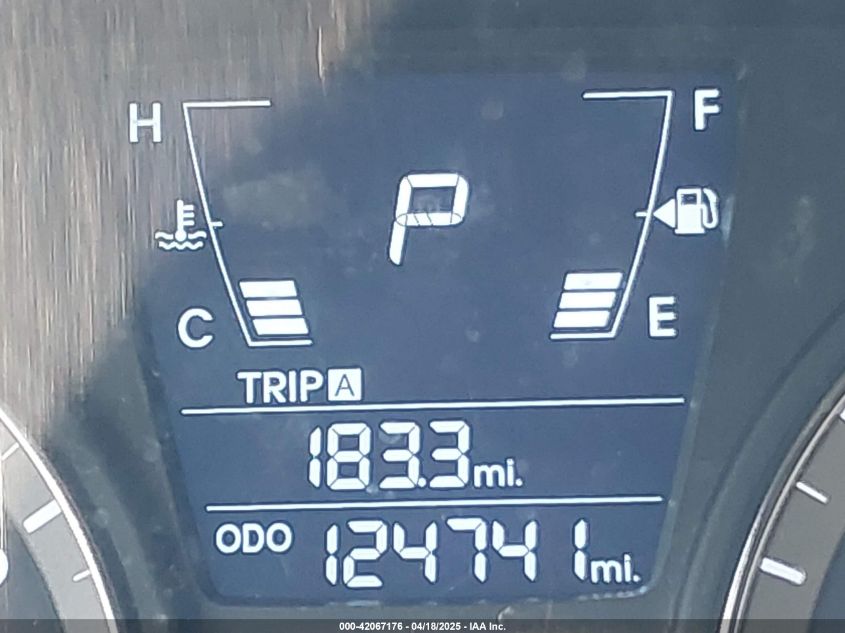 H F
P
C E
TRIP A
183.3 mi.
ODO 124741 mi.
000-42067176 - 04/18/2025 - IAA Inc.